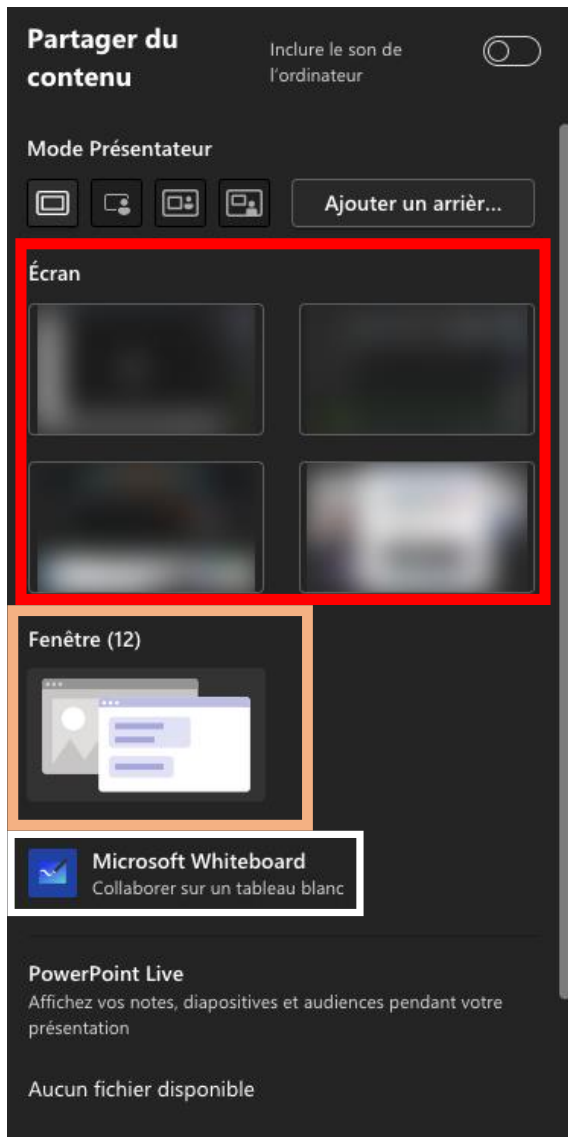 Partager du
contenu
Inclure le son de
l'ordinateur
Mode Présentateur
Ajouter un arrièr...
Écran
Fenêtre (12)
Microsoft Whiteboard
Collaborer sur un tableau blanc
PowerPoint Live
Affichez vos notes, diapositives et audiences pendant votre
présentation
Aucun fichier disponible